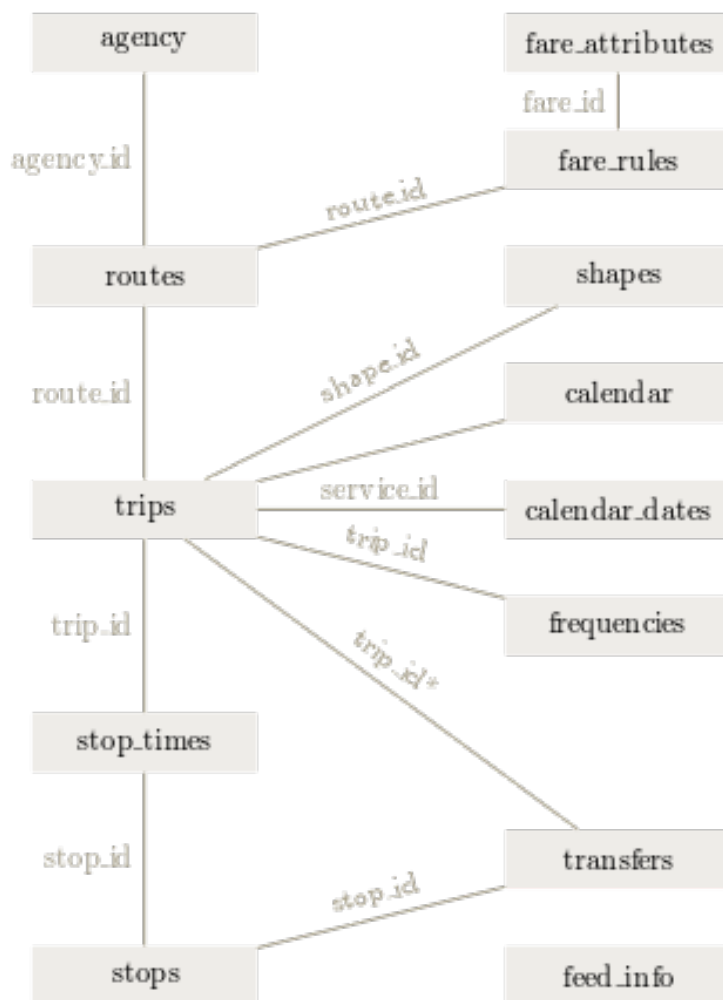 agency
fare_attributes
fare_id
agency_id
fare_rules
route_id
routes
shapes
shape_id
route_id
calendar
service_id
trips
calendar_dates
trip_id
frequencies
trip_id
trip_id*
stop_times
stop_id
transfers
stop_id
stops
feed_info